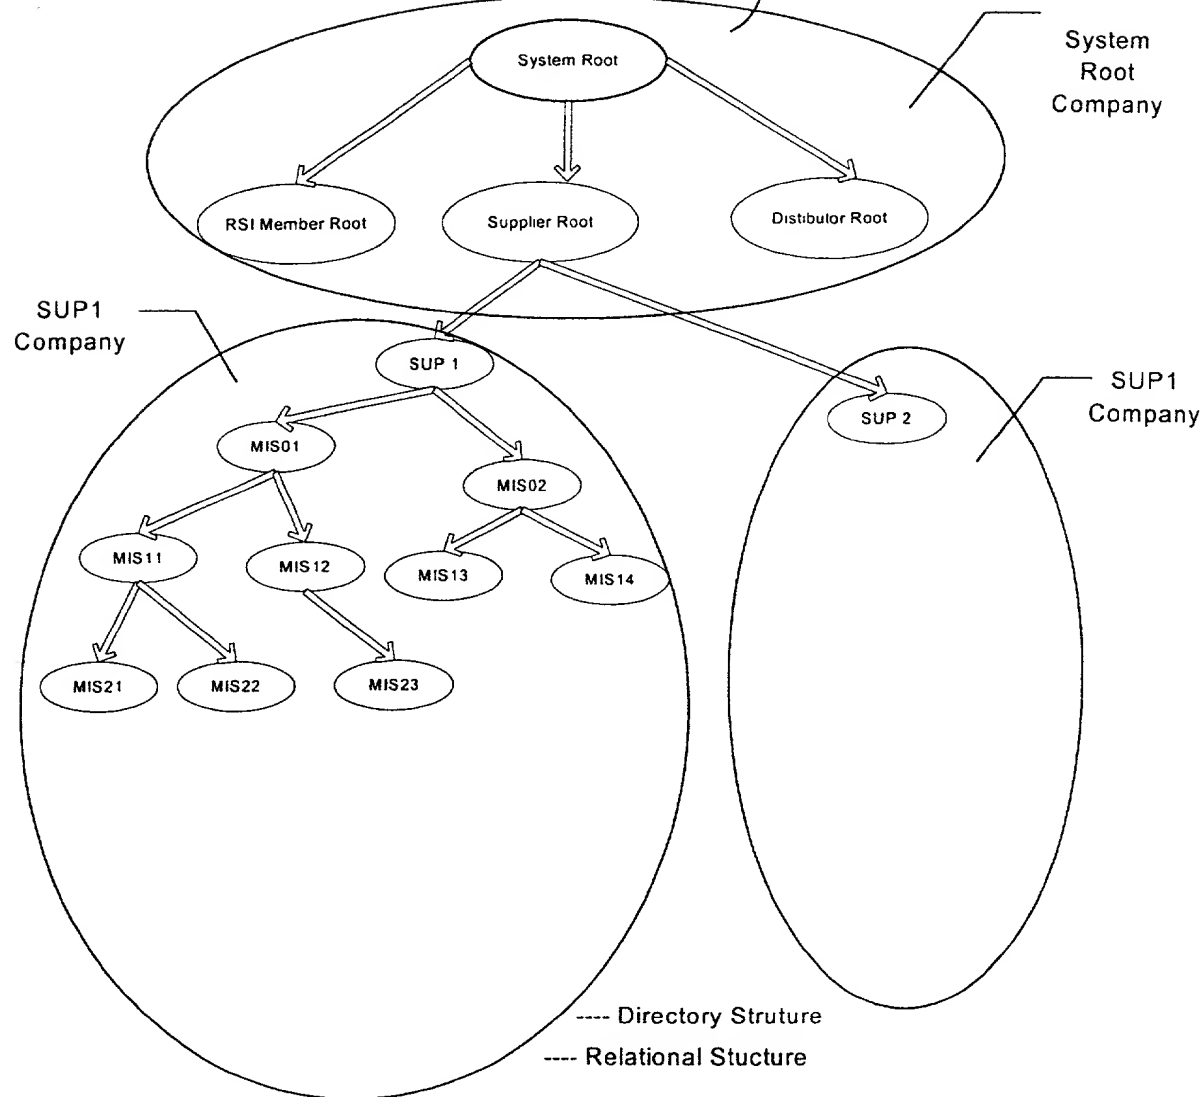 System Root
System
Root
Company
RSI Member Root
Supplier Root
Distibutor Root
SUP1
Company
SUP 1
SUP 2
SUP1
Company
MIS01
MIS02
MIS11
MIS12
MIS13
MIS14
MIS21
MIS22
MIS23
---- Directory Struture
---- Relational Stucture